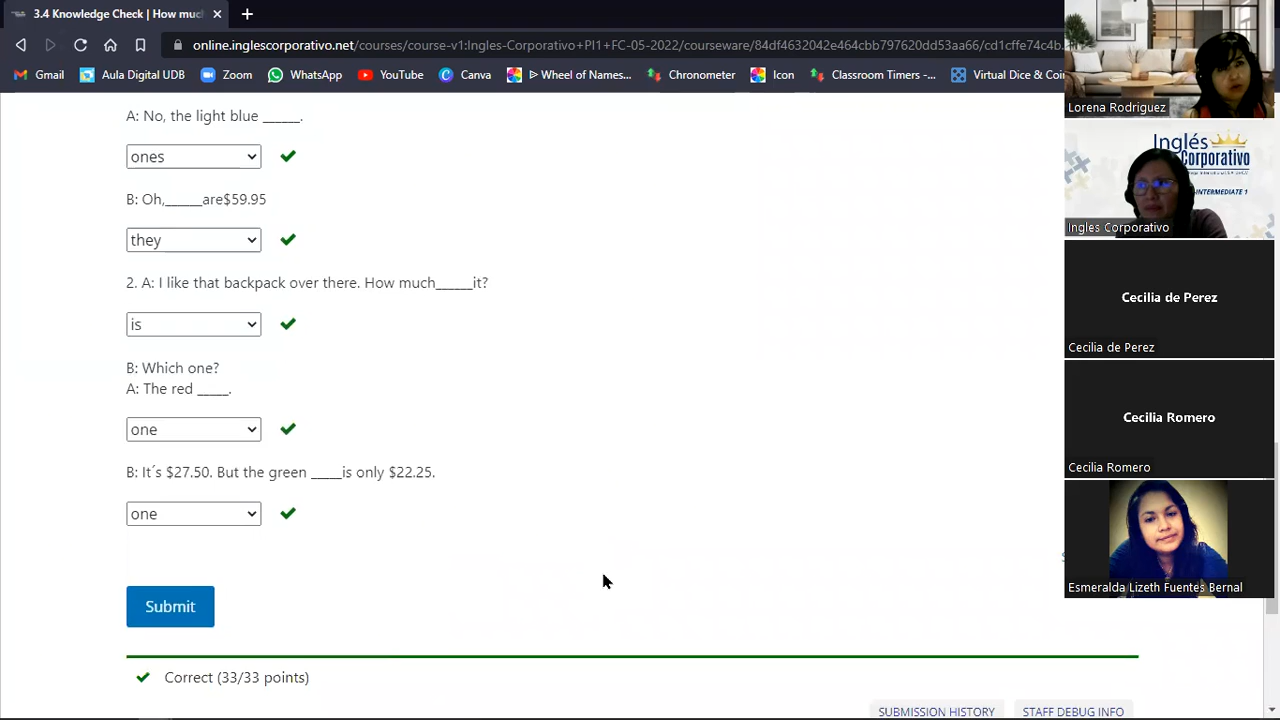 3.4 Knowledge Check | How much
online.inglescorporativo.net/courses/course-v1:Ingles-Corporativo+PI1+FC-05-2022/courseware/84df4632042e464cbb797620dd53aae6/cd1cffe74c4b.
Gmail
Aula Digital UDB
Zoom
WhatsApp
YouTube
Canva
ᐅ Wheel of Names...
Chronometer
Icon
Classroom Timers -...
Virtual Dice & Coi
A: No, the light blue ______.
ones
B: Oh,______are$59.95
they
2. A: I like that backpack over there. How much______it?
is
B: Which one?
A: The red _____.
one
B: It´s $27.50. But the green _____is only $22.25.
one
Submit
Correct (33/33 points)
SUBMISSION HISTORY
STAFF DEBUG INFO
Lorena Rodriguez
Inglés
Corporativo
-INTERMEDIATE 1
Ingles Corporativo
Cecilia de Perez
Cecilia de Perez
Cecilia Romero
Cecilia Romero
Esmeralda Lizeth Fuentes Bernal